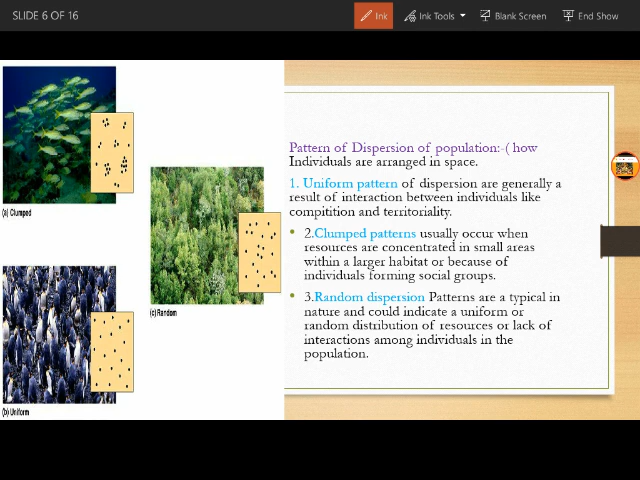 SLIDE 6 OF 16
Ink
Ink Tools
Blank Screen
End Show
(a) Clumped
(c) Random
(b) Uniform
Pattern of Dispersion of population:-( how
Individuals are arranged in space.
1. Uniform pattern of dispersion are generally a
result of interaction between individuals like
compitition and territoriality.
• 2.Clumped patterns usually occur when
resources are concentrated in small areas
within a larger habitat or because of
individuals forming social groups.
• 3.Random dispersion Patterns are a typical in
nature and could indicate a uniform or
random distribution of resources or lack of
interactions among individuals in the
population.